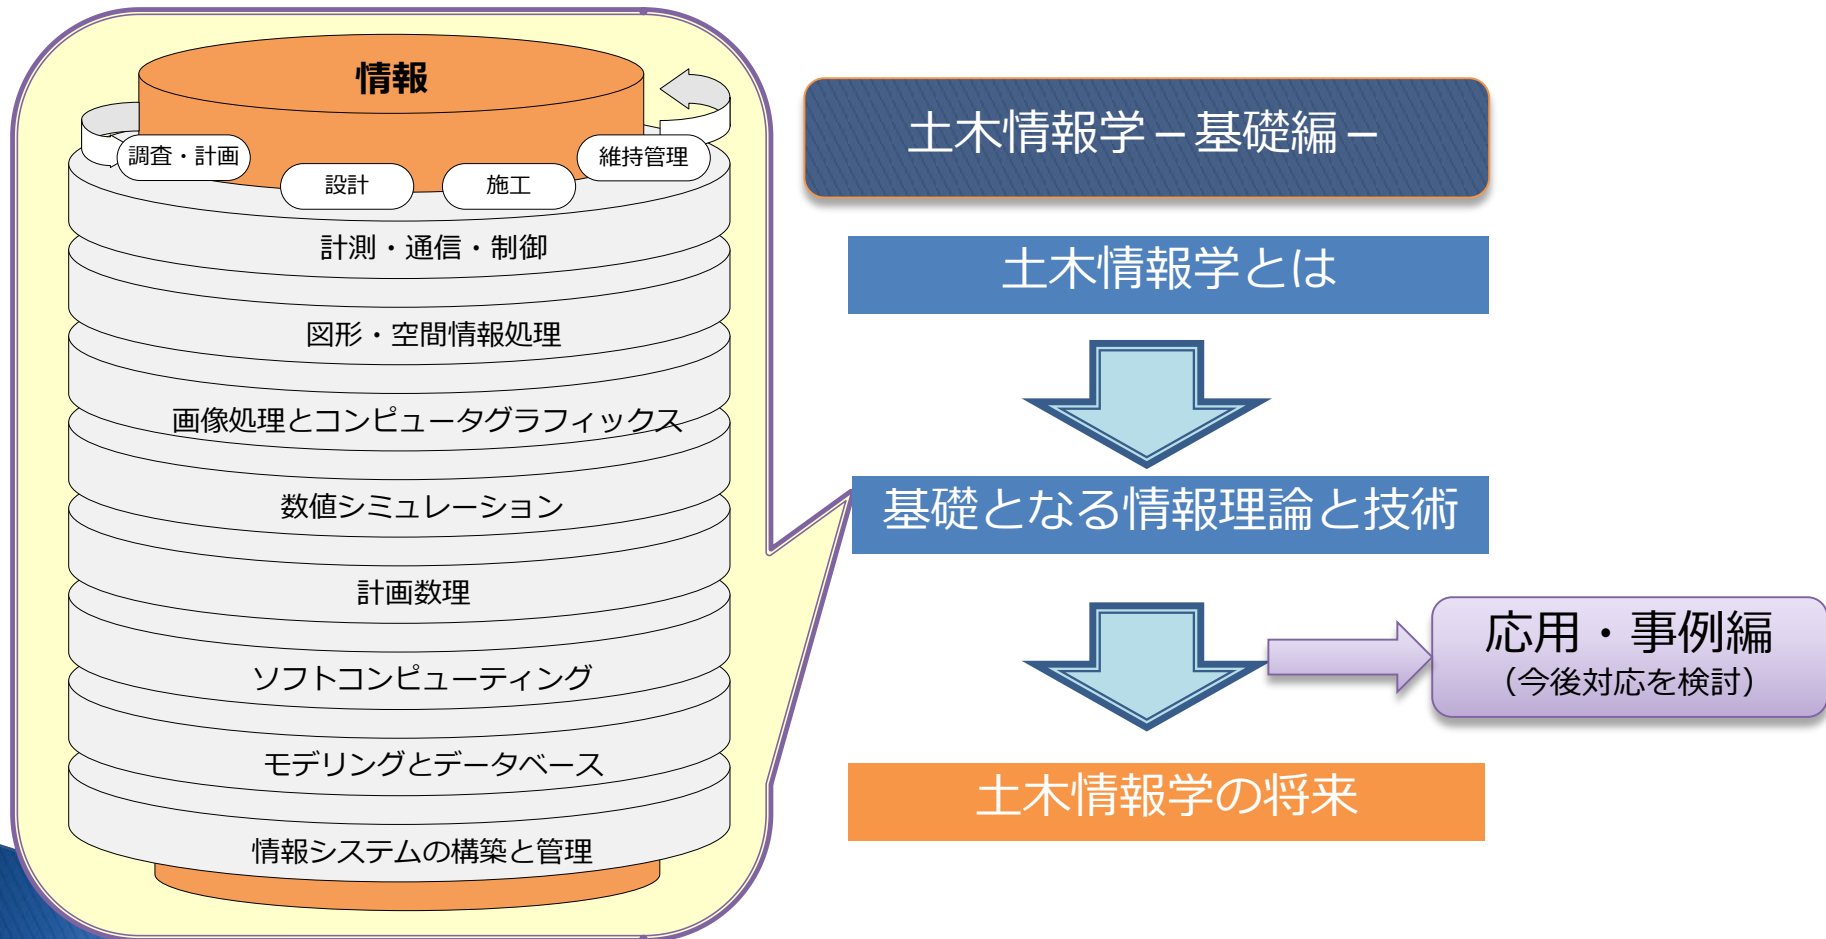 情報
調査・計画
設計
施工
維持管理
計測・通信・制御
図形・空間情報処理
画像処理とコンピュータグラフィックス
数値シミュレーション
計画数理
ソフトコンピューティング
モデリングとデータベース
情報システムの構築と管理
土木情報学－基礎編－
土木情報学とは
基礎となる情報理論と技術
応用・事例編
（今後対応を検討）
土木情報学の将来